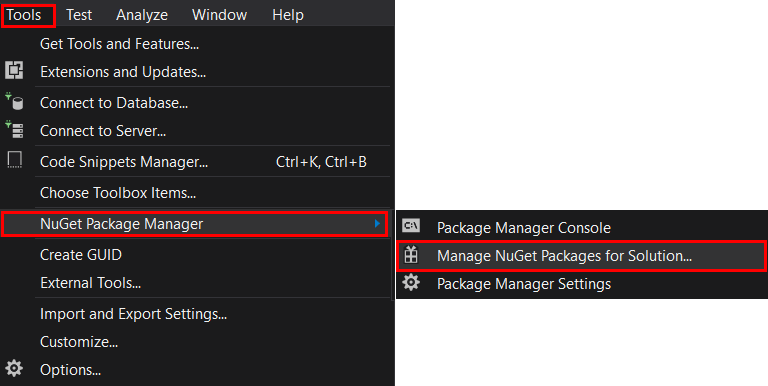 Tools Test Analyze Window Help
Get Tools and Features...
Extensions and Updates...
Connect to Database...
Connect to Server...
Code Snippets Manager... Ctrl+K, Ctrl+B
Choose Toolbox Items...
NuGet Package Manager
Create GUID
External Tools...
Import and Export Settings...
Customize...
Options...
C:\ Package Manager Console
Manage NuGet Packages for Solution...
Package Manager Settings